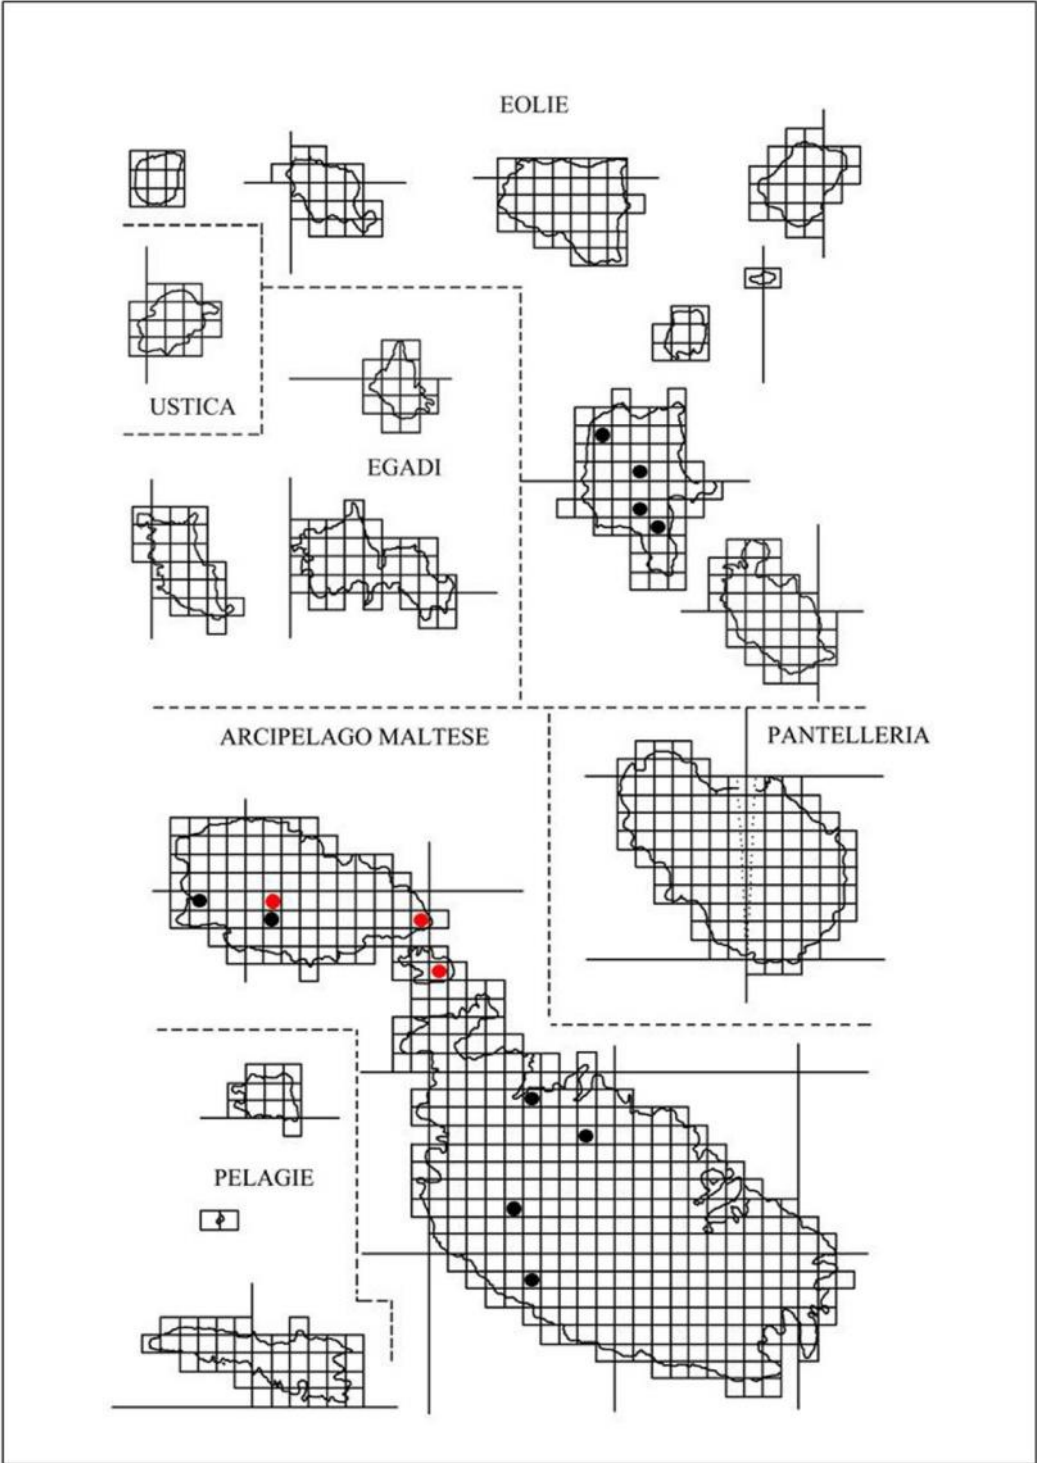 EOLIE
USTICA
EGADI
ARCIPELAGO MALTESE
PANTELLERIA
PELAGIE